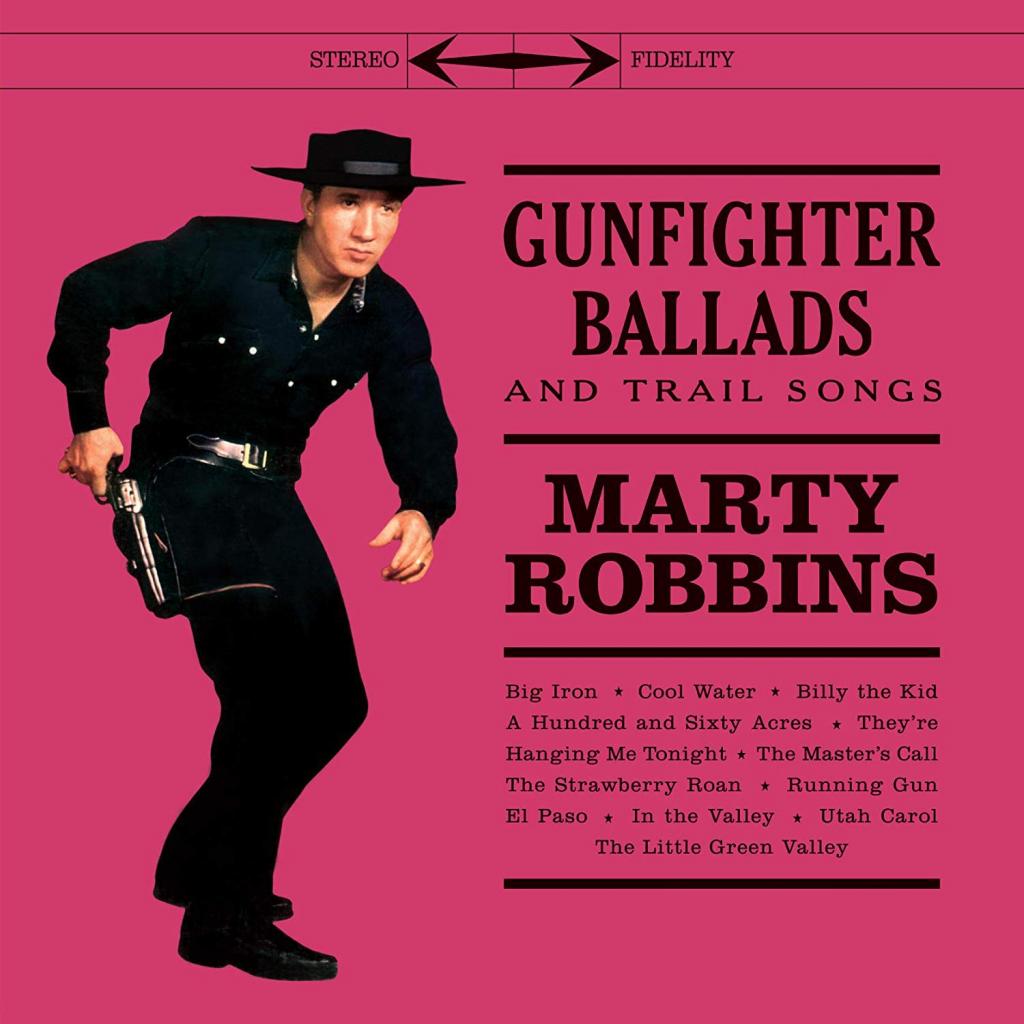 STEREO FIDELITY
GUNFIGHTER
BALLADS
AND TRAIL SONGS
MARTY
ROBBINS
Big Iron ★ Cool Water ★ Billy the Kid
A Hundred and Sixty Acres ★ They're
Hanging Me Tonight ★ The Master's Call
The Strawberry Roan ★ Running Gun
El Paso ★ In the Valley ★ Utah Carol
The Little Green Valley